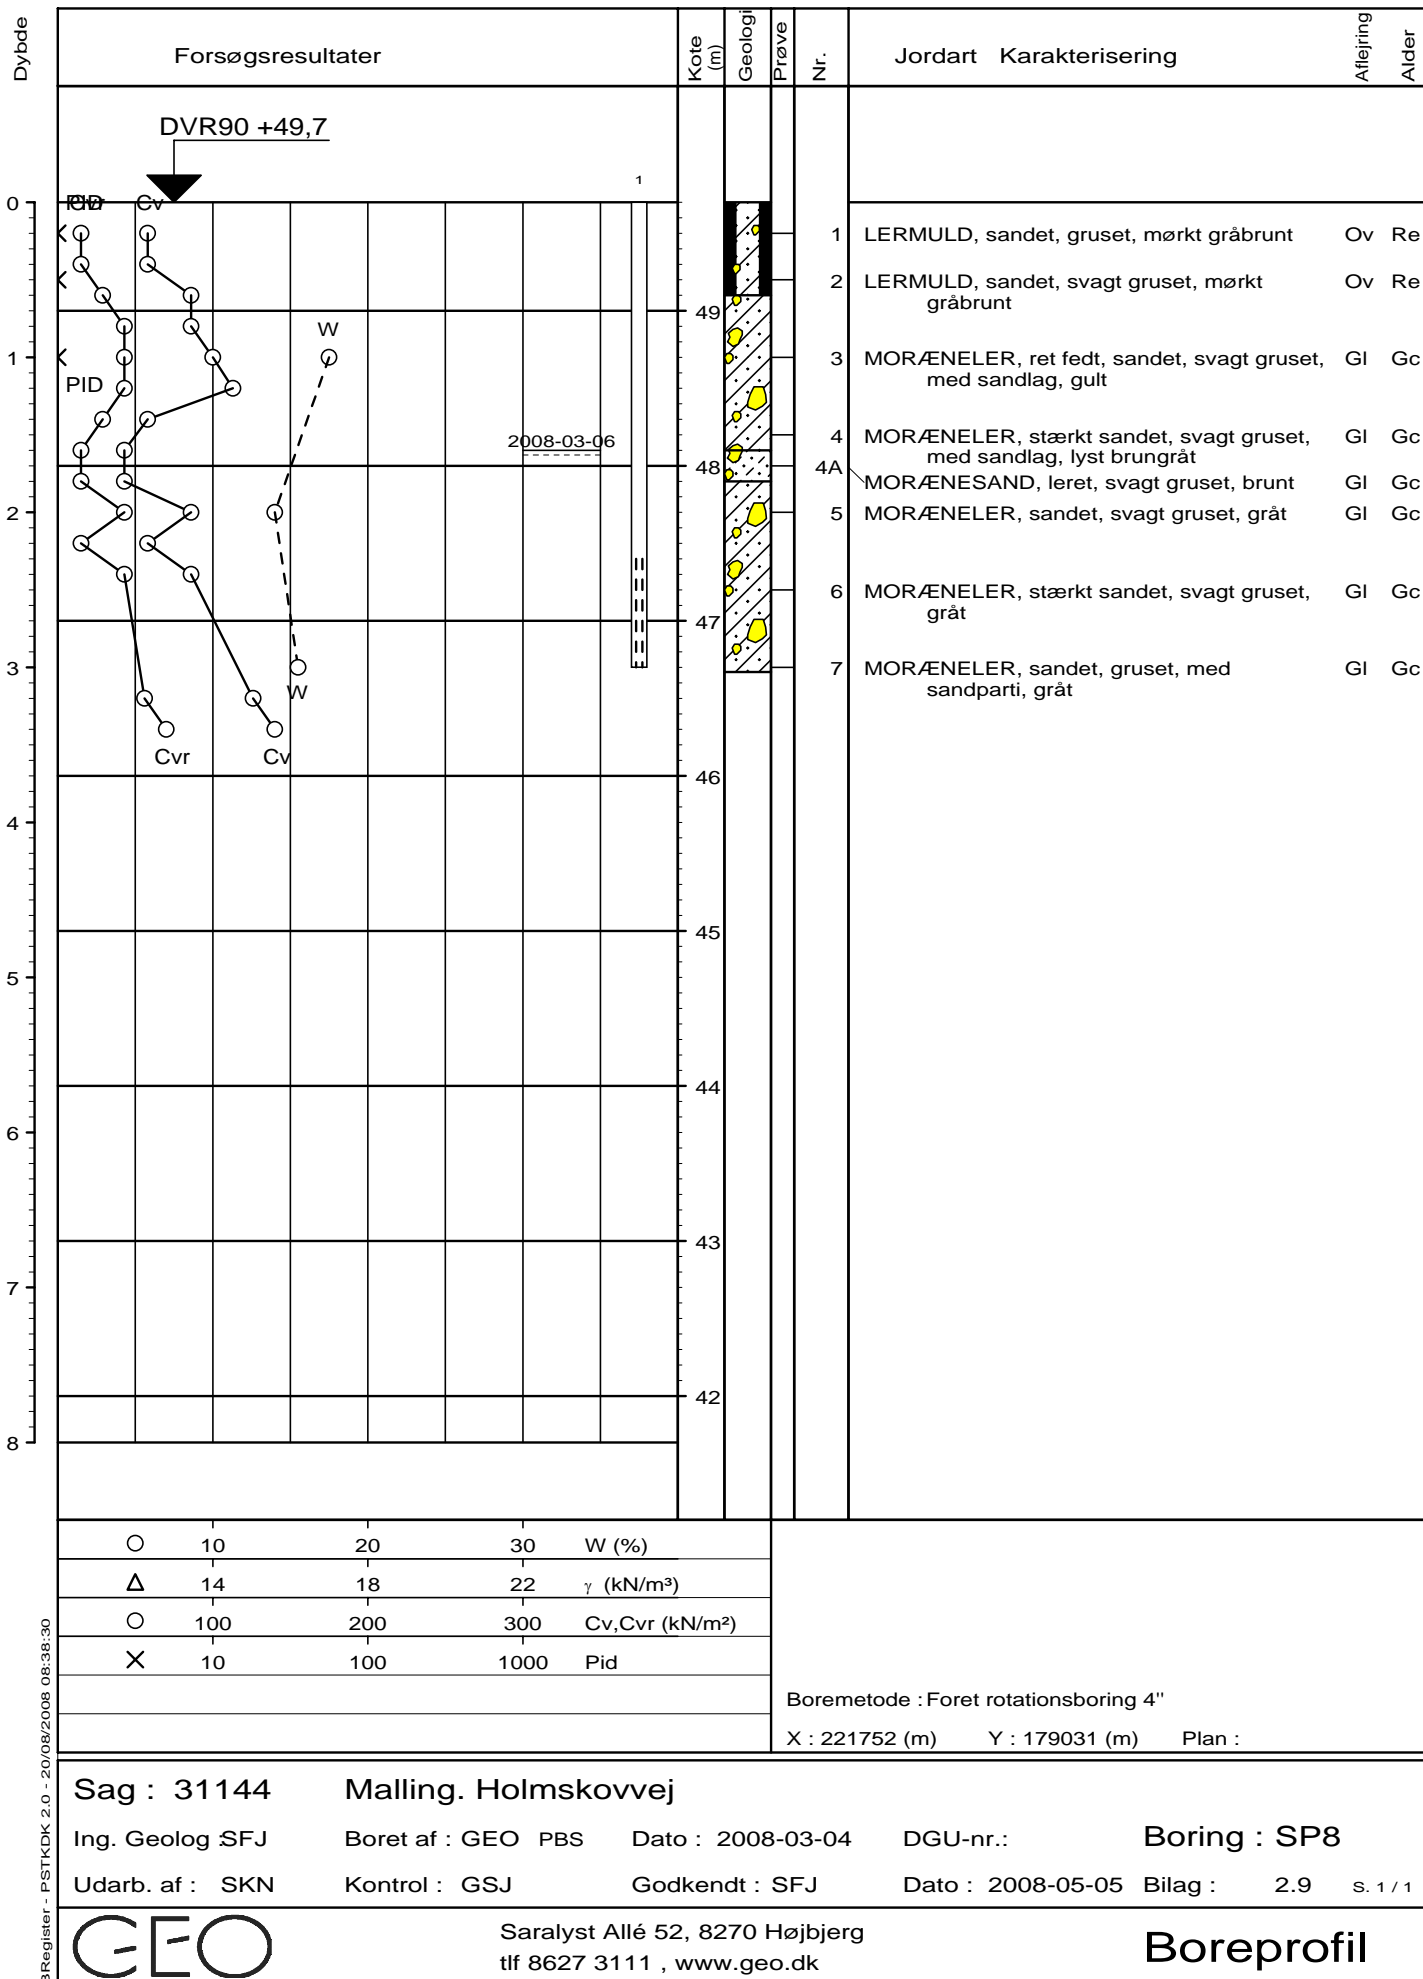 Dybde
Forsøgsresultater
Kote
(m)
Geologi
Prøve
Nr.
Jordart Karakterisering
Aflejring
Alder
DVR90 +49,7
1
PID
Cvr
Cv
0
1 LERMULD, sandet, gruset, mørkt gråbrunt Ov Re
2 LERMULD, sandet, svagt gruset, mørkt Ov Re
gråbrunt
49
W
1
3 MORÆNELER, ret fedt, sandet, svagt gruset, Gl Gc
med sandlag, gult
PID
2008-03-06
4 MORÆNELER, stærkt sandet, svagt gruset, Gl Gc
med sandlag, lyst brungråt
48
4A
MORÆNESAND, leret, svagt gruset, brunt Gl Gc
2
5 MORÆNELER, sandet, svagt gruset, gråt Gl Gc
6 MORÆNELER, stærkt sandet, svagt gruset, Gl Gc
gråt
47
3
7 MORÆNELER, sandet, gruset, med Gl Gc
sandparti, gråt
W
Cvr
Cv
46
4
45
5
44
6
43
7
42
8
10 20 30 W (%)
14 18 22 γ (kN/m³)
100 200 300 Cv,Cvr (kN/m²)
10 100 1000 Pid
Boremetode : Foret rotationsboring 4"
X : 221752 (m) Y : 179031 (m) Plan :
BRegister - PSTKDK 2.0 - 20/08/2008 08:38:30
Sag : 31144 Malling. Holmskovvej
Ing. Geolog : SFJ Boret af : GEO PBS Dato : 2008-03-04 DGU-nr.: Boring : SP8
Udarb. af : SKN Kontrol : GSJ Godkendt : SFJ Dato : 2008-05-05 Bilag : 2.9 S. 1 / 1
GEO
Saralyst Allé 52, 8270 Højbjerg
tlf 8627 3111 , www.geo.dk
Boreprofil